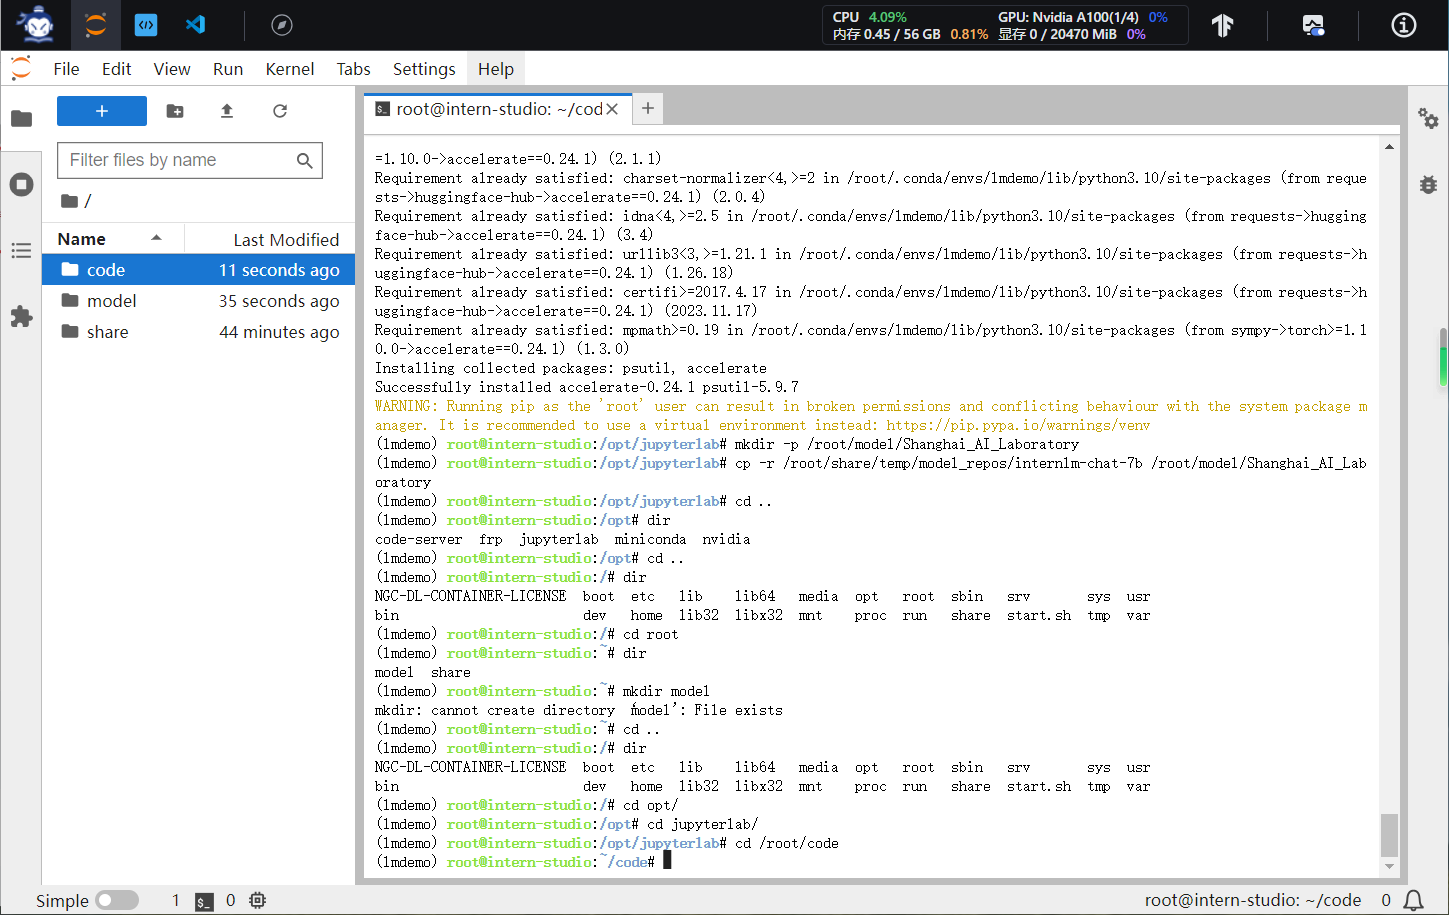 CPU 4.09% GPU: Nvidia A100(1/4) 0%
内存 0.45 / 56 GB 0.81% 显存 0 / 20470 MiB 0%
File Edit View Run Kernel Tabs Settings Help
root@intern-studio: ~/cod
Filter files by name
/
Name Last Modified
code 11 seconds ago
model 35 seconds ago
share 44 minutes ago
=1.10.0->accelerate==0.24.1) (2.1.1)
Requirement already satisfied: charset-normalizer<4,>=2 in /root/.conda/envs/lmdemo/lib/python3.10/site-packages (from reque
sts->huggingface-hub->accelerate==0.24.1) (2.0.4)
Requirement already satisfied: idna<4,>=2.5 in /root/.conda/envs/lmdemo/lib/python3.10/site-packages (from requests->hugging
face-hub->accelerate==0.24.1) (3.4)
Requirement already satisfied: urllib3<3,>=1.21.1 in /root/.conda/envs/lmdemo/lib/python3.10/site-packages (from requests->h
uggingface-hub->accelerate==0.24.1) (1.26.18)
Requirement already satisfied: certifi>=2017.4.17 in /root/.conda/envs/lmdemo/lib/python3.10/site-packages (from requests->h
uggingface-hub->accelerate==0.24.1) (2023.11.17)
Requirement already satisfied: mpmath>=0.19 in /root/.conda/envs/lmdemo/lib/python3.10/site-packages (from sympy->torch>=1.1
0.0->accelerate==0.24.1) (1.3.0)
Installing collected packages: psutil, accelerate
Successfully installed accelerate-0.24.1 psutil-5.9.7
WARNING: Running pip as the 'root' user can result in broken permissions and conflicting behaviour with the system package m
anager. It is recommended to use a virtual environment instead: https://pip.pypa.io/warnings/venv
(lmdemo) root@intern-studio:/opt/jupyterlab# mkdir -p /root/model/Shanghai_AI_Laboratory
(lmdemo) root@intern-studio:/opt/jupyterlab# cp -r /root/share/temp/model_repos/internlm-chat-7b /root/model/Shanghai_AI_Lab
oratory
(lmdemo) root@intern-studio:/opt/jupyterlab# cd ..
(lmdemo) root@intern-studio:/opt# dir
code-server frp jupyterlab miniconda nvidia
(lmdemo) root@intern-studio:/opt# cd ..
(lmdemo) root@intern-studio:/# dir
NGC-DL-CONTAINER-LICENSE boot etc lib lib64 media opt root sbin srv sys usr
bin dev home lib32 libx32 mnt proc run share start.sh tmp var
(lmdemo) root@intern-studio:/# cd root
(lmdemo) root@intern-studio:~# dir
model share
(lmdemo) root@intern-studio:~# mkdir model
mkdir: cannot create directory ‘model’: File exists
(lmdemo) root@intern-studio:~# cd ..
(lmdemo) root@intern-studio:/# dir
NGC-DL-CONTAINER-LICENSE boot etc lib lib64 media opt root sbin srv sys usr
bin dev home lib32 libx32 mnt proc run share start.sh tmp var
(lmdemo) root@intern-studio:/# cd opt/
(lmdemo) root@intern-studio:/opt# cd jupyterlab/
(lmdemo) root@intern-studio:/opt/jupyterlab# cd /root/code
(lmdemo) root@intern-studio:~/code#
Simple 1 0 root@intern-studio: ~/code 0